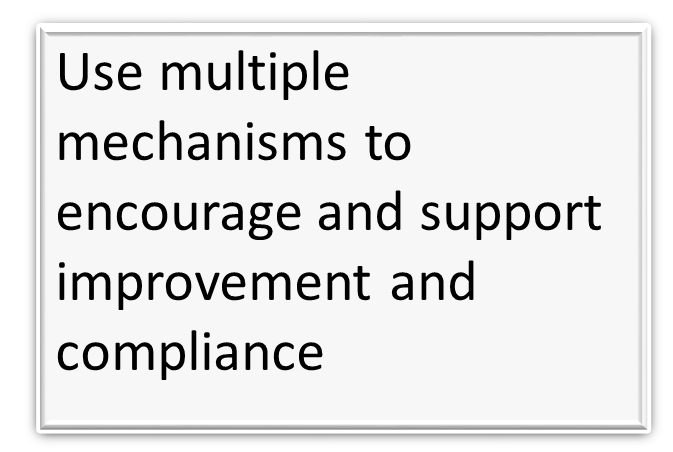 Use multiple
mechanisms to
encourage and support
improvement and
compliance